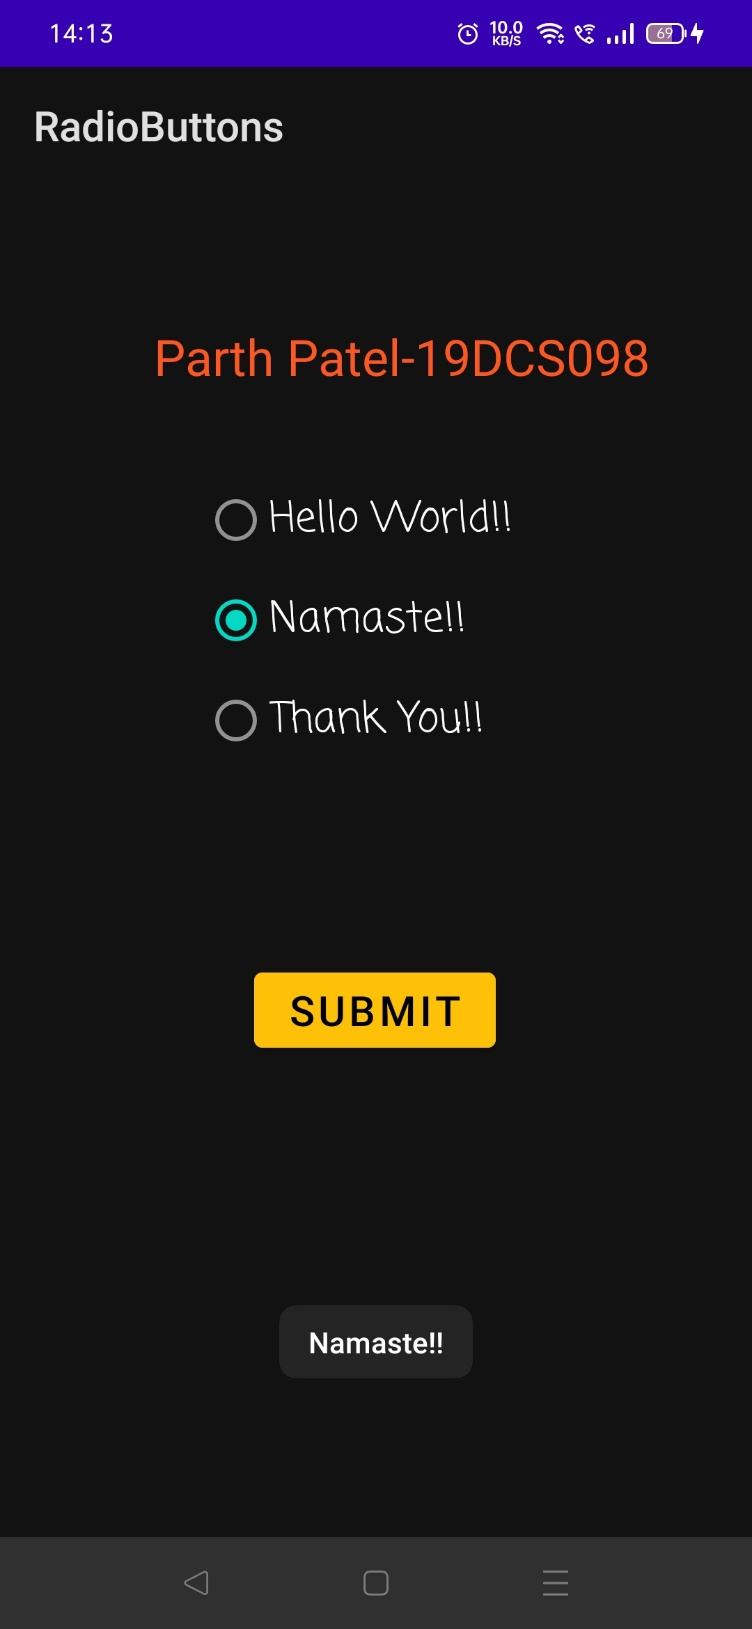 14:13 10.0 KB/S 69
RadioButtons
Parth Patel-19DCS098
Hello World!!
Namaste!!
Thank You!!
SUBMIT
Namaste!!